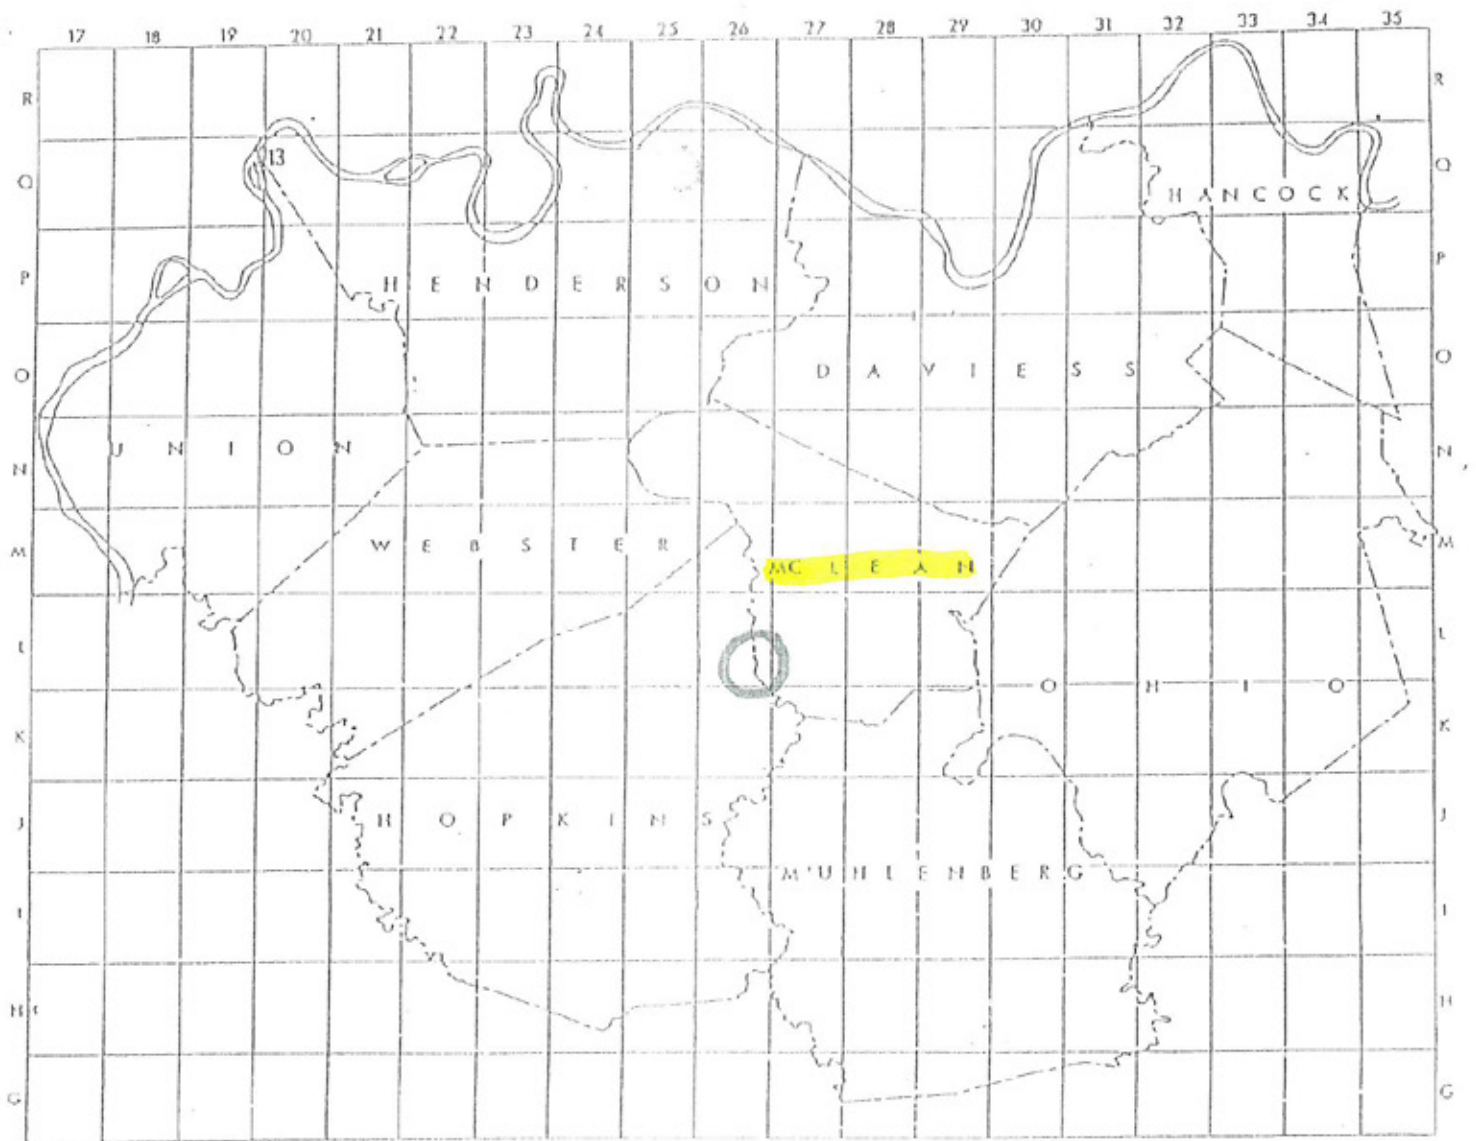 17 18 19 20 21 22 23 24 25 26 27 28 29 30 31 32 33 34 35
R R
13
Q Q
HANCOCK
P P
HENDERSON
O O
DAVIESS
UNION
N N
WEBSTER
M M
MC LEAN
L L
OHIO
K K
HOPKINS
J J
MUHLENBERG
I I
H H
G G